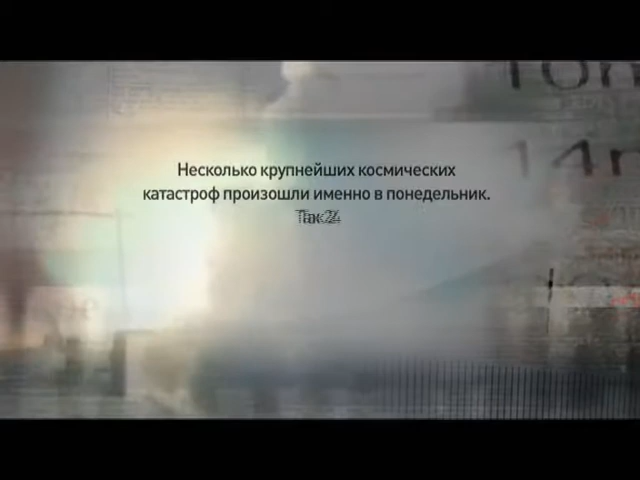 Несколько крупнейших космических
катастроф произошли именно в понедельник.
Так 24